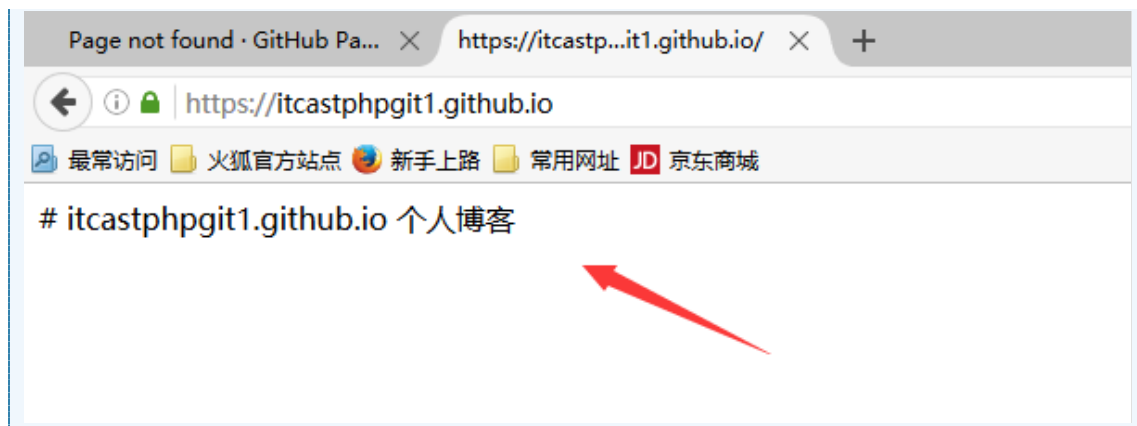 Page not found · GitHub Pa... https://itcastp...it1.github.io/
https://itcastphpgit1.github.io
最常访问 火狐官方站点 新手上路 常用网址 JD 京东商城
# itcastphpgit1.github.io 个人博客